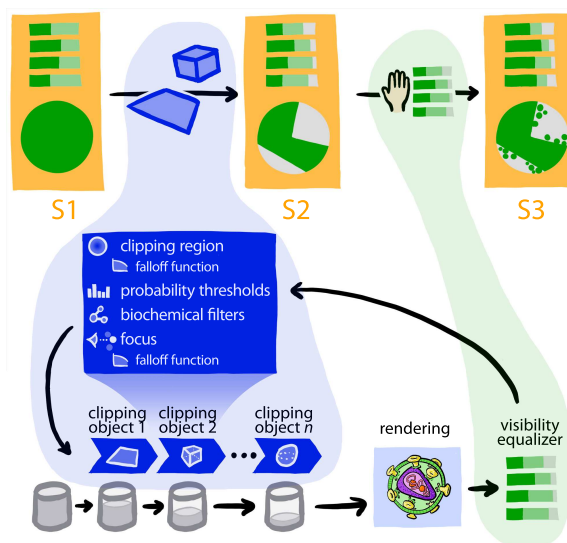 S1
S2
S3
clipping region
falloff function
probability thresholds
biochemical filters
focus
falloff function
clipping
object 1
clipping
object 2
clipping
object n
rendering
visibility
equalizer